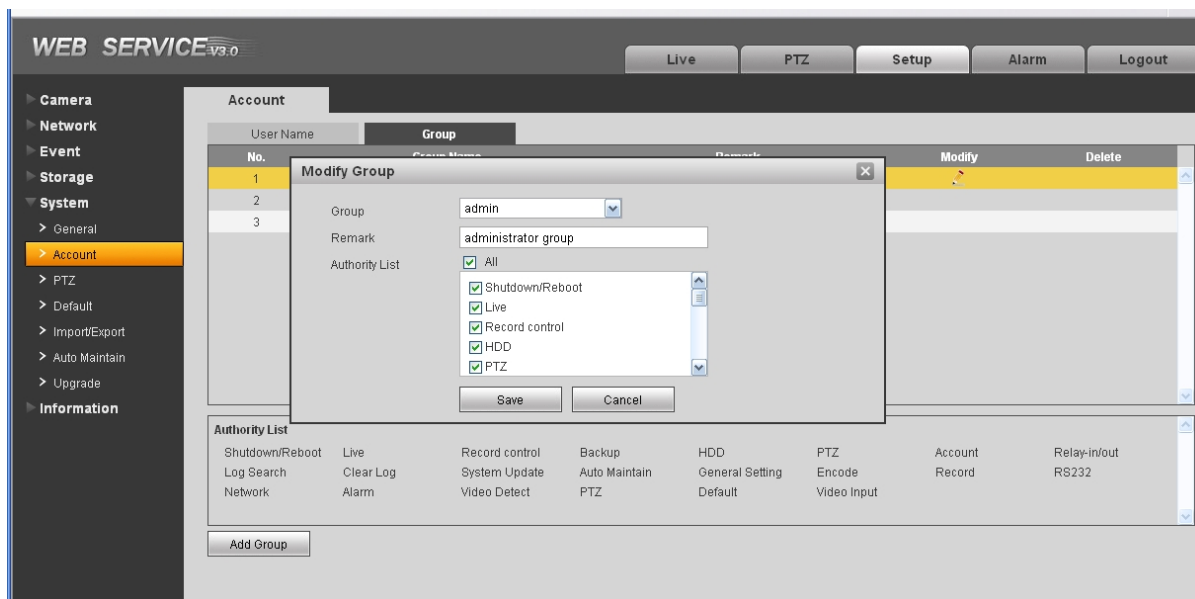 WEB SERVICE V3.0
Live PTZ Setup Alarm Logout
Camera
Network
Event
Storage
System
General
Account
PTZ
Default
Import/Export
Auto Maintain
Upgrade
Information
Account
User Name Group
No. Group Name Remark Modify Delete
1
2
3
Modify Group
Group admin
Remark administrator group
Authority List All
Shutdown/Reboot
Live
Record control
HDD
PTZ
Save Cancel
Authority List
Shutdown/Reboot Live Record control Backup HDD PTZ Account Relay-in/out
Log Search Clear Log System Update Auto Maintain General Setting Encode Record RS232
Network Alarm Video Detect PTZ Default Video Input
Add Group